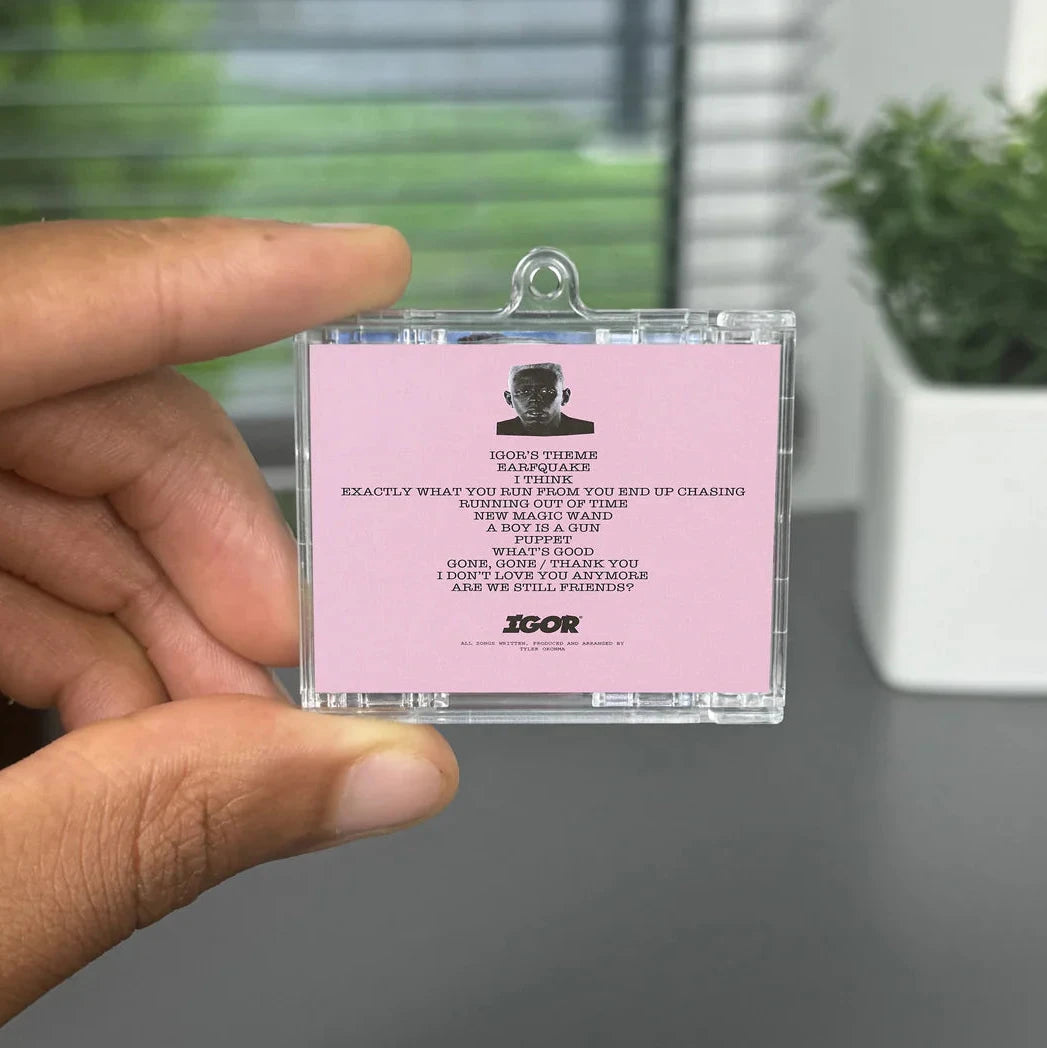 IGOR'S THEME
EARFQUAKE
I THINK
EXACTLY WHAT YOU RUN FROM YOU END UP CHASING
RUNNING OUT OF TIME
NEW MAGIC WAND
A BOY IS A GUN
PUPPET
WHAT'S GOOD
GONE, GONE / THANK YOU
I DON'T LOVE YOU ANYMORE
ARE WE STILL FRIENDS?
IGOR
ALL SONGS WRITTEN, PRODUCED AND ARRANGED BY
TYLER OKONMA